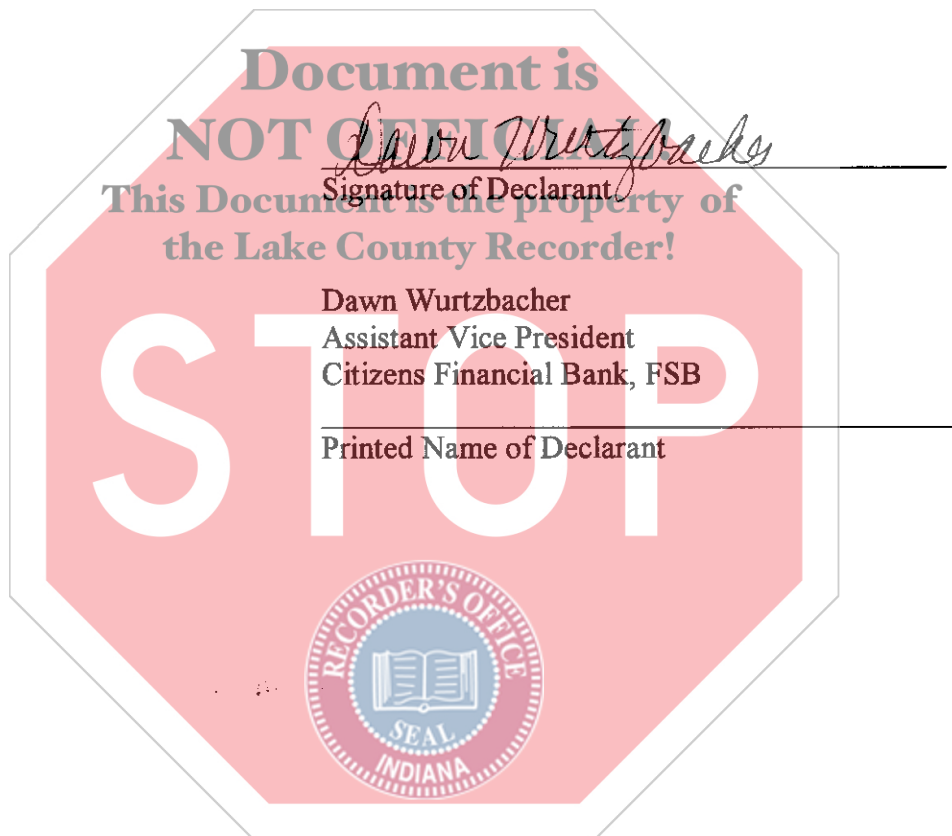 Document is
NOT OFFICIAL!
Dawn Wurtzbacher
Signature of Declarant
This Document is the property of
the Lake County Recorder!
Dawn Wurtzbacher
Assistant Vice President
Citizens Financial Bank, FSB
Printed Name of Declarant
STOP
RECORDER'S OFFICE
SEAL
INDIANA